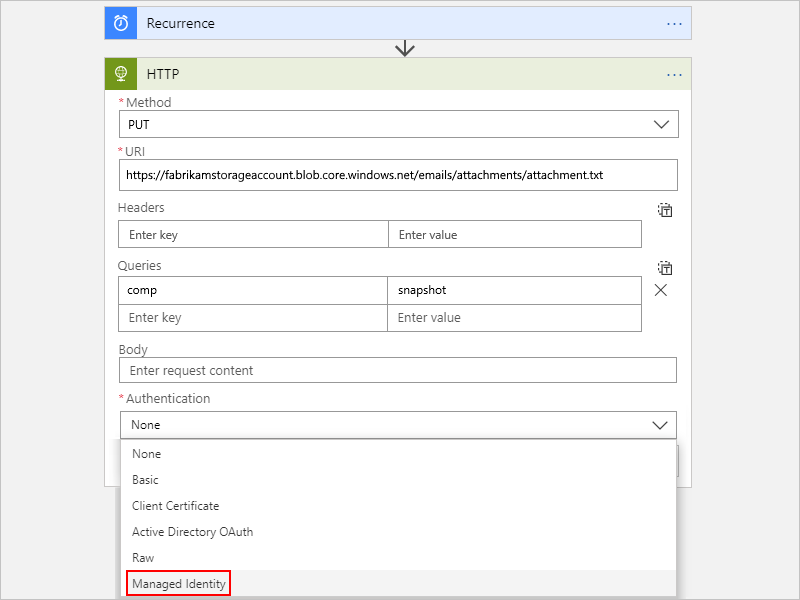 Recurrence
HTTP
* Method
PUT
* URI
https://fabrikamstorageaccount.blob.core.windows.net/emails/attachments/attachment.txt
Headers
Enter key Enter value
Queries
comp snapshot
Enter key Enter value
Body
Enter request content
* Authentication
None
None
Basic
Client Certificate
Active Directory OAuth
Raw
Managed Identity